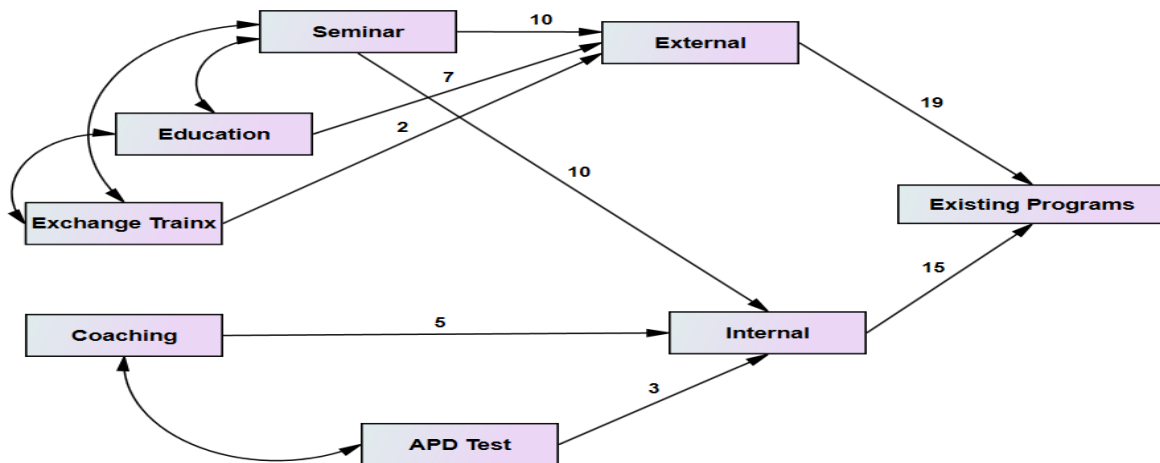 10
Seminar
External
7
Education
2
19
10
Exchange Trainx
Existing Programs
15
Coaching
5
Internal
3
APD Test